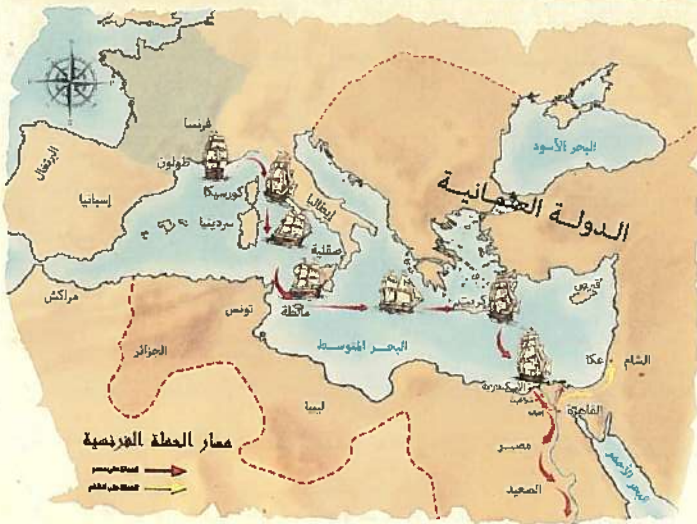 البحر الأسود
فرنسا
طولون
البرتغال
إسبانيا
كورسيكا
سردينيا
إيطاليا
صقلية
الدولة العثمانية
مراكش
تونس
مالطة
كريت
قبرص
الجزائر
البحر المتوسط
عكا
الشام
الإسكندرية
القاهرة
ليبيا
مصر
الصعيد
البحر الأحمر
مسار الحملة الفرنسية